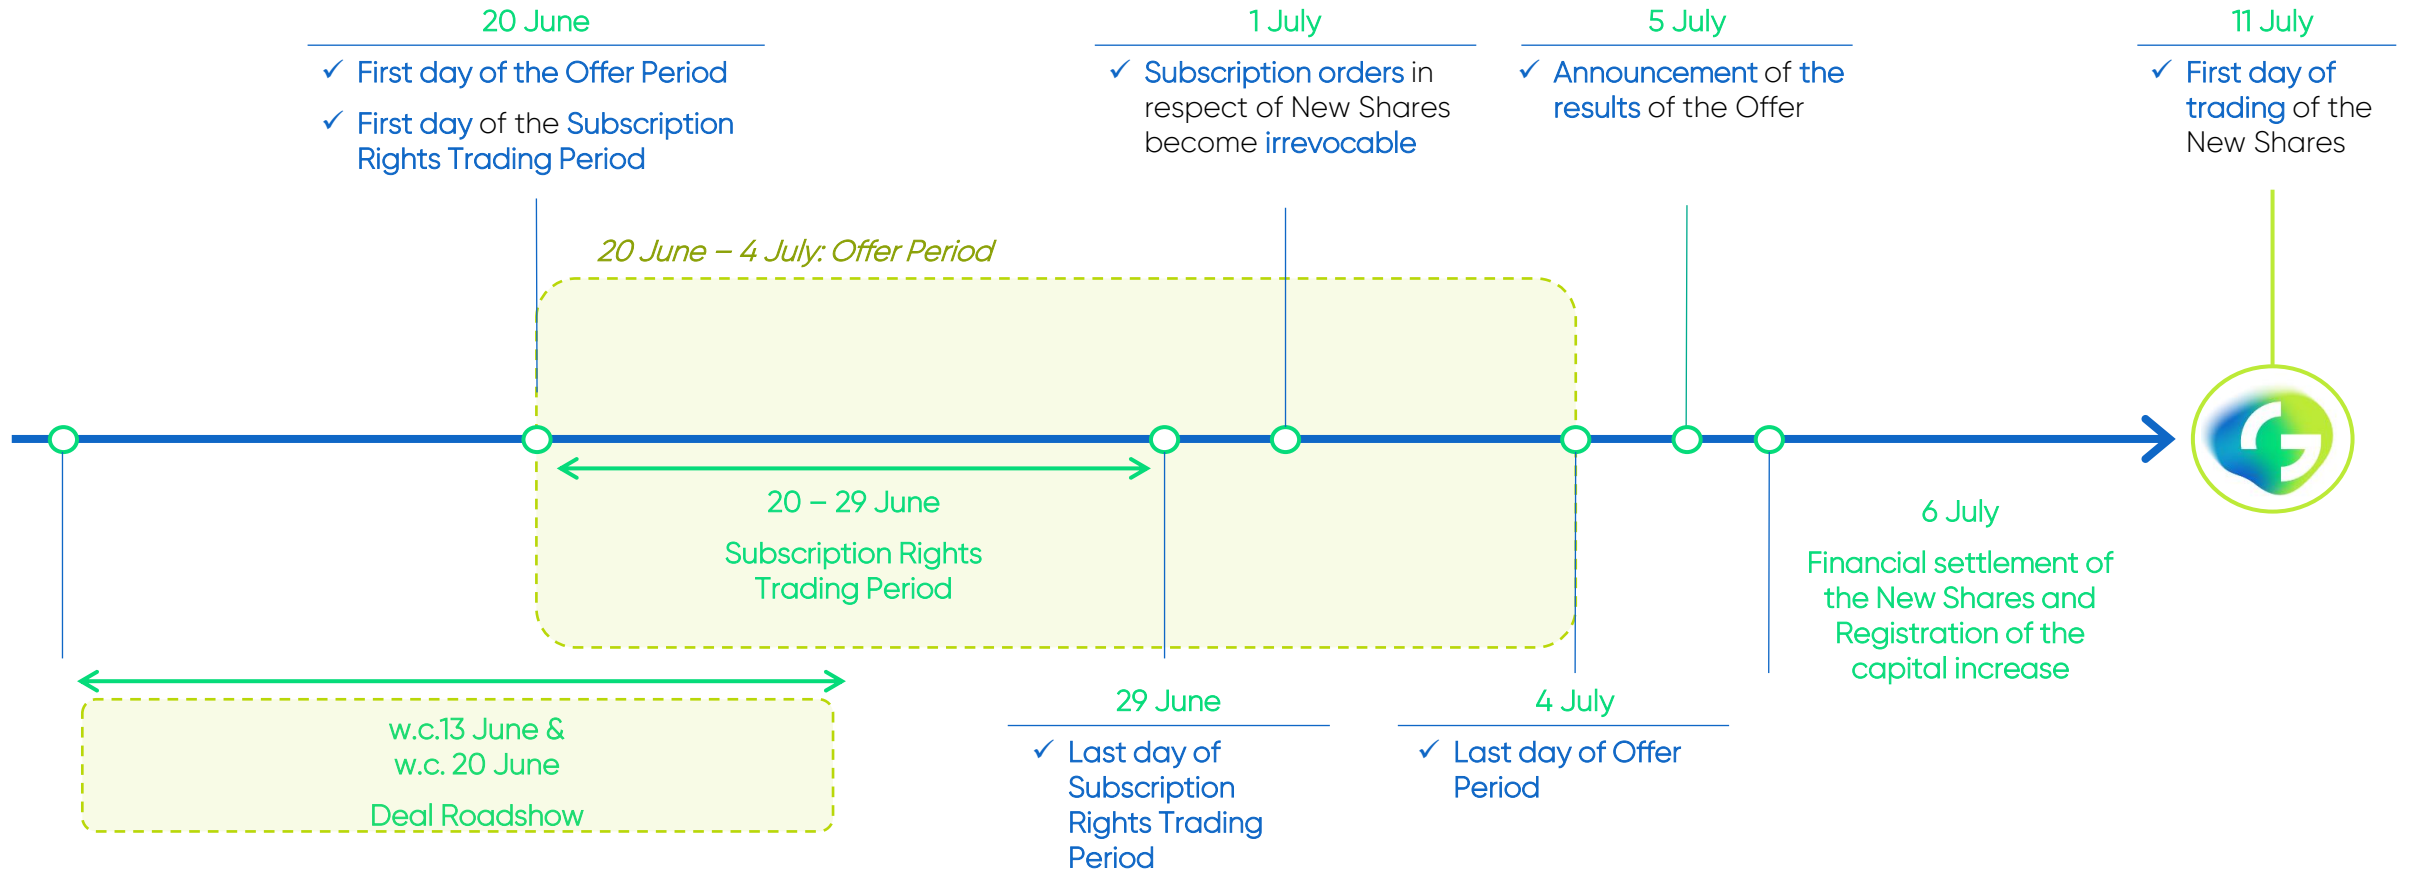 20 June
✓ First day of the Offer Period
✓ First day of the Subscription
Rights Trading Period
1 July
✓ Subscription orders in
respect of New Shares
become irrevocable
5 July
✓ Announcement of the
results of the Offer
11 July
✓ First day of
trading of the
New Shares
20 June – 4 July: Offer Period
20 – 29 June
Subscription Rights
Trading Period
6 July
Financial settlement of
the New Shares and
Registration of the
capital increase
w.c.13 June &
w.c. 20 June
Deal Roadshow
29 June
✓ Last day of
Subscription
Rights Trading
Period
4 July
✓ Last day of Offer
Period